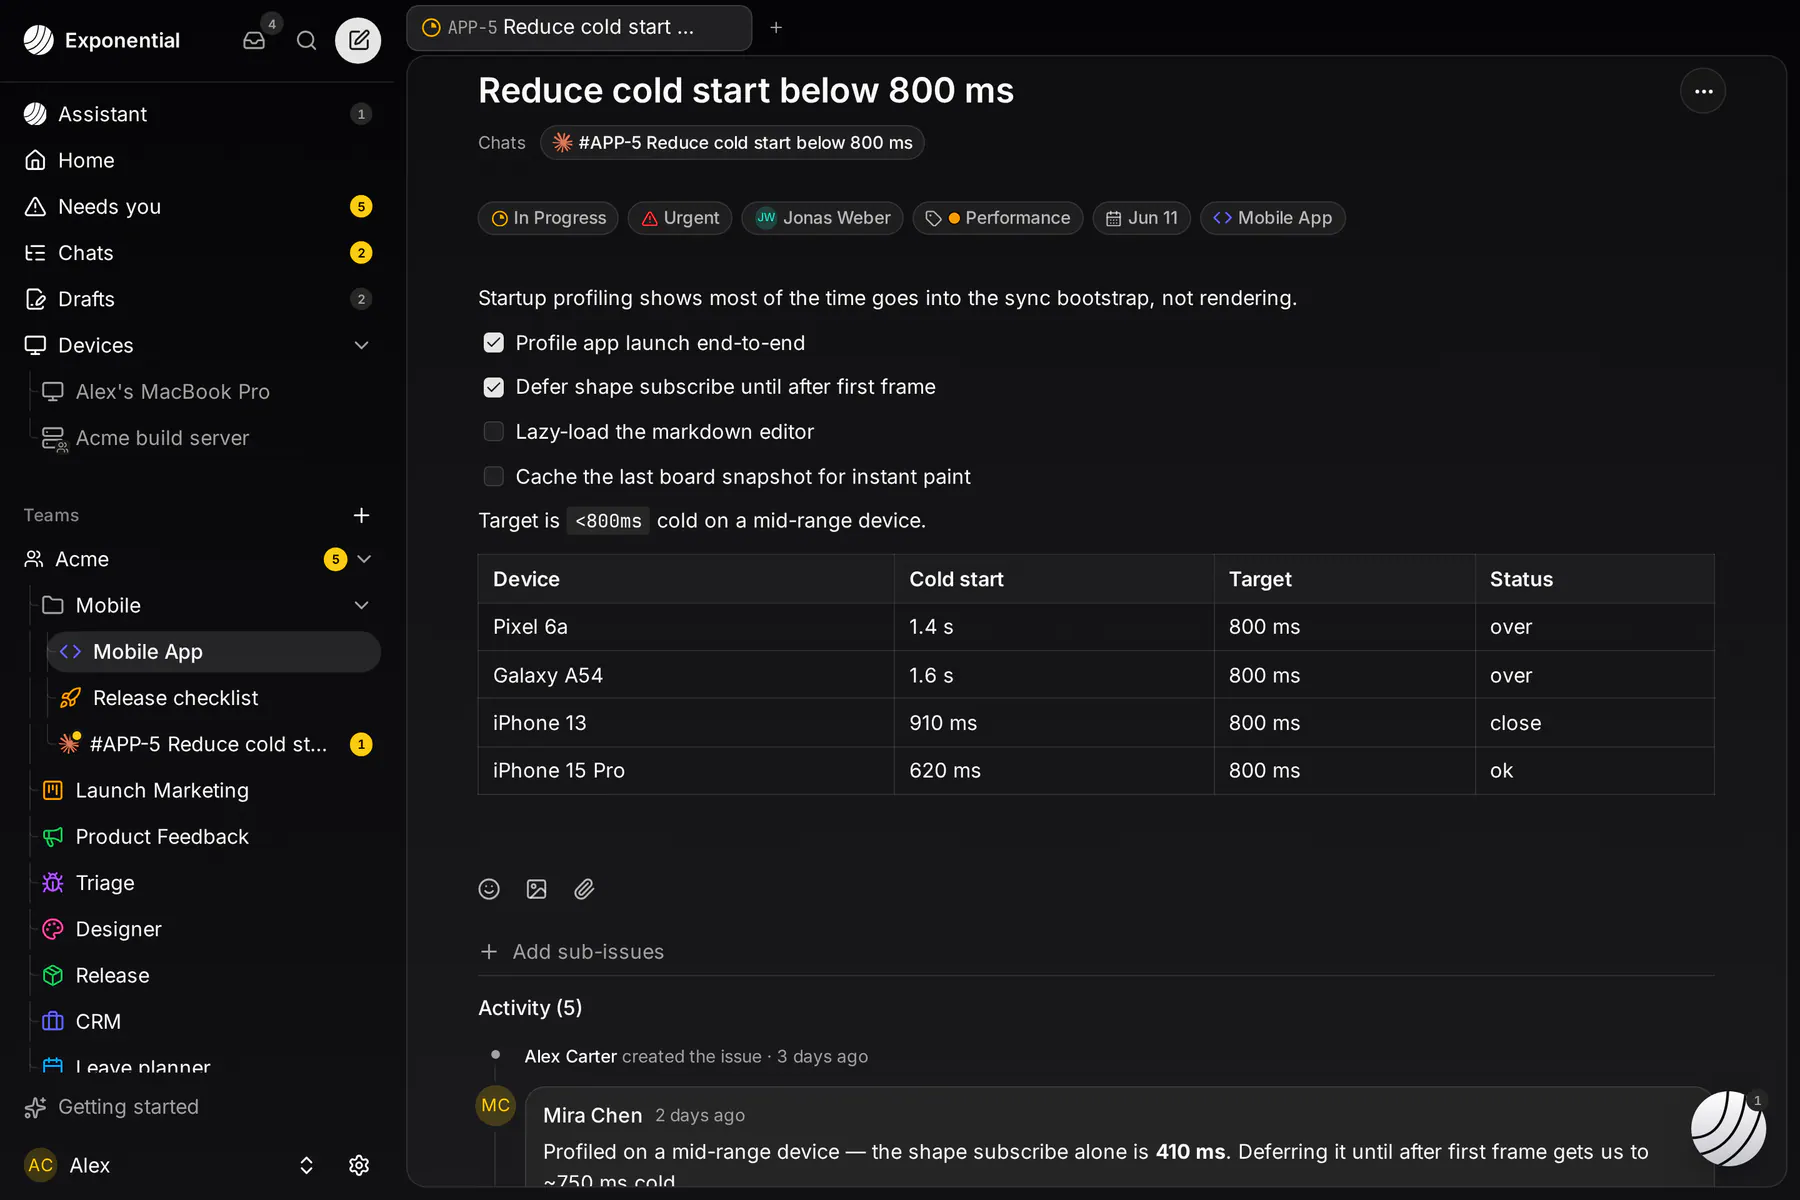 Exponential
4
Assistant
1
Home
Needs you
5
Chats
2
Drafts
2
Devices
Alex's MacBook Pro
Acme build server
Teams
Acme
5
Mobile
Mobile App
Release checklist
#APP-5 Reduce cold st...
1
Launch Marketing
Product Feedback
Triage
Designer
Release
CRM
Leave planner
Getting started
AC Alex
APP-5 Reduce cold start ...
Reduce cold start below 800 ms
Chats #APP-5 Reduce cold start below 800 ms
In Progress Urgent JW Jonas Weber Performance Jun 11 Mobile App
Startup profiling shows most of the time goes into the sync bootstrap, not rendering.
Profile app launch end-to-end
Defer shape subscribe until after first frame
Lazy-load the markdown editor
Cache the last board snapshot for instant paint
Target is <800ms cold on a mid-range device.
Device Cold start Target Status
Pixel 6a 1.4 s 800 ms over
Galaxy A54 1.6 s 800 ms over
iPhone 13 910 ms 800 ms close
iPhone 15 Pro 620 ms 800 ms ok
Add sub-issues
Activity (5)
Alex Carter created the issue · 3 days ago
MC Mira Chen 2 days ago
Profiled on a mid-range device — the shape subscribe alone is 410 ms. Deferring it until after first frame gets us to
~750 ms cold
1